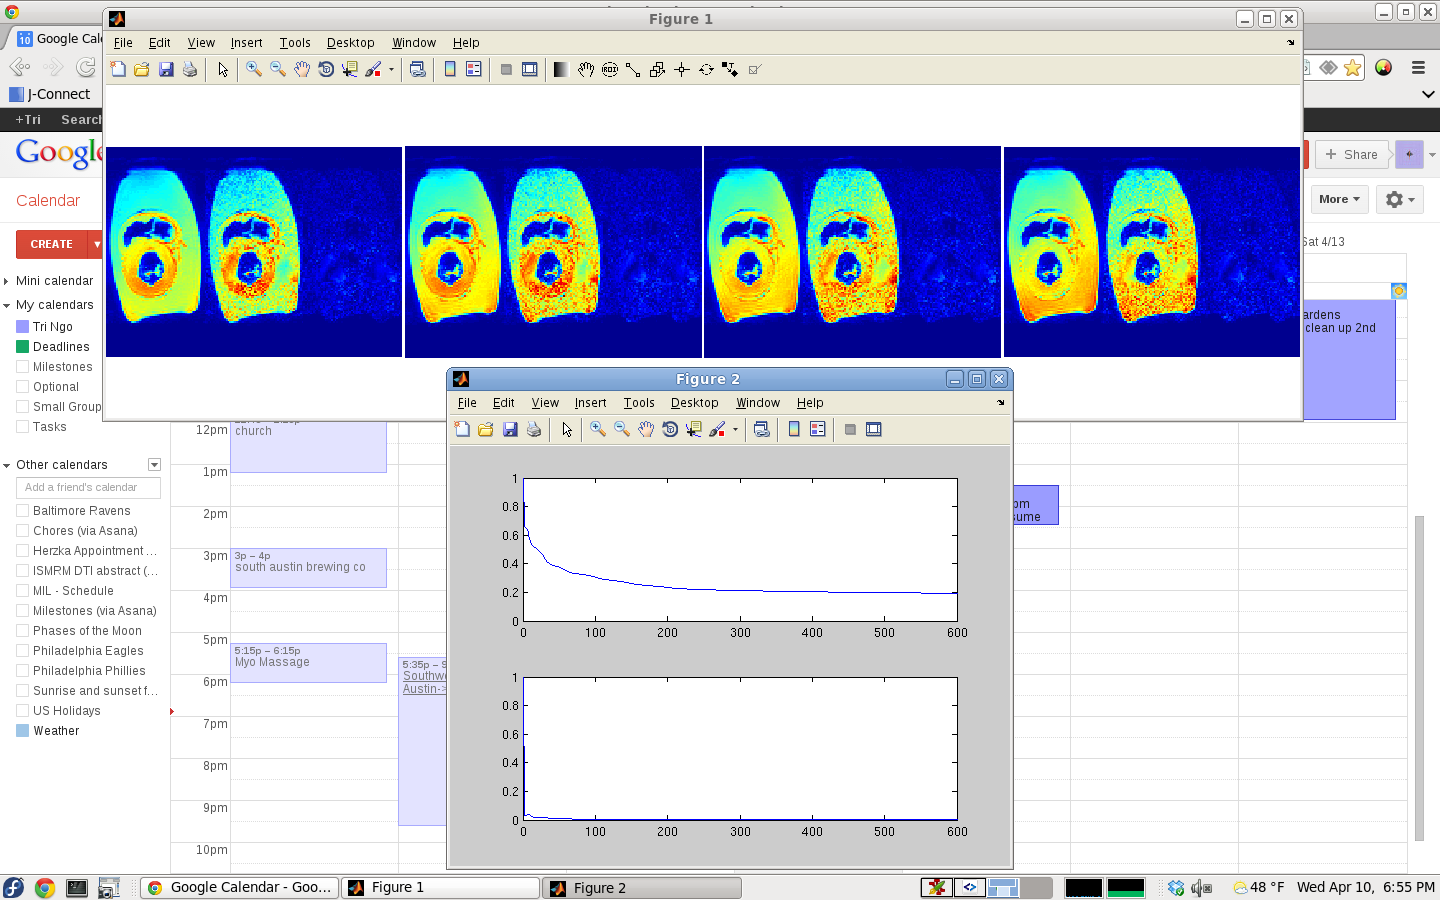 Figure 1
File Edit View Insert Tools Desktop Window Help
10 Google Cale
J-Connect
+Tri Search
Google
Share
Calendar
More
CREATE
Sat 4/13
Mini calendar
My calendars
Tri Ngo
Deadlines
Milestones
Optional
Small Group
Tasks
ardens
clean up 2nd
Other calendars
Add a friend's calendar
Baltimore Ravens
Chores (via Asana)
Herzka Appointment ...
ISMRM DTI abstract (...
MIL - Schedule
Milestones (via Asana)
Phases of the Moon
Philadelphia Eagles
Philadelphia Phillies
Sunrise and sunset f...
US Holidays
Weather
12pm
1pm
2pm
3pm
4pm
5pm
6pm
7pm
8pm
9pm
10pm
church
3p – 4p
south austin brewing co
5:15p – 6:15p
Myo Massage
5:35p – 9
Southwe
Austin->
om
sume
Figure 2
File Edit View Insert Tools Desktop Window Help
1
0.8
0.6
0.4
0.2
0
0 100 200 300 400 500 600
1
0.8
0.6
0.4
0.2
0
0 100 200 300 400 500 600
Google Calendar - Goo...
Figure 1
Figure 2
48 °F
Wed Apr 10, 6:55 PM